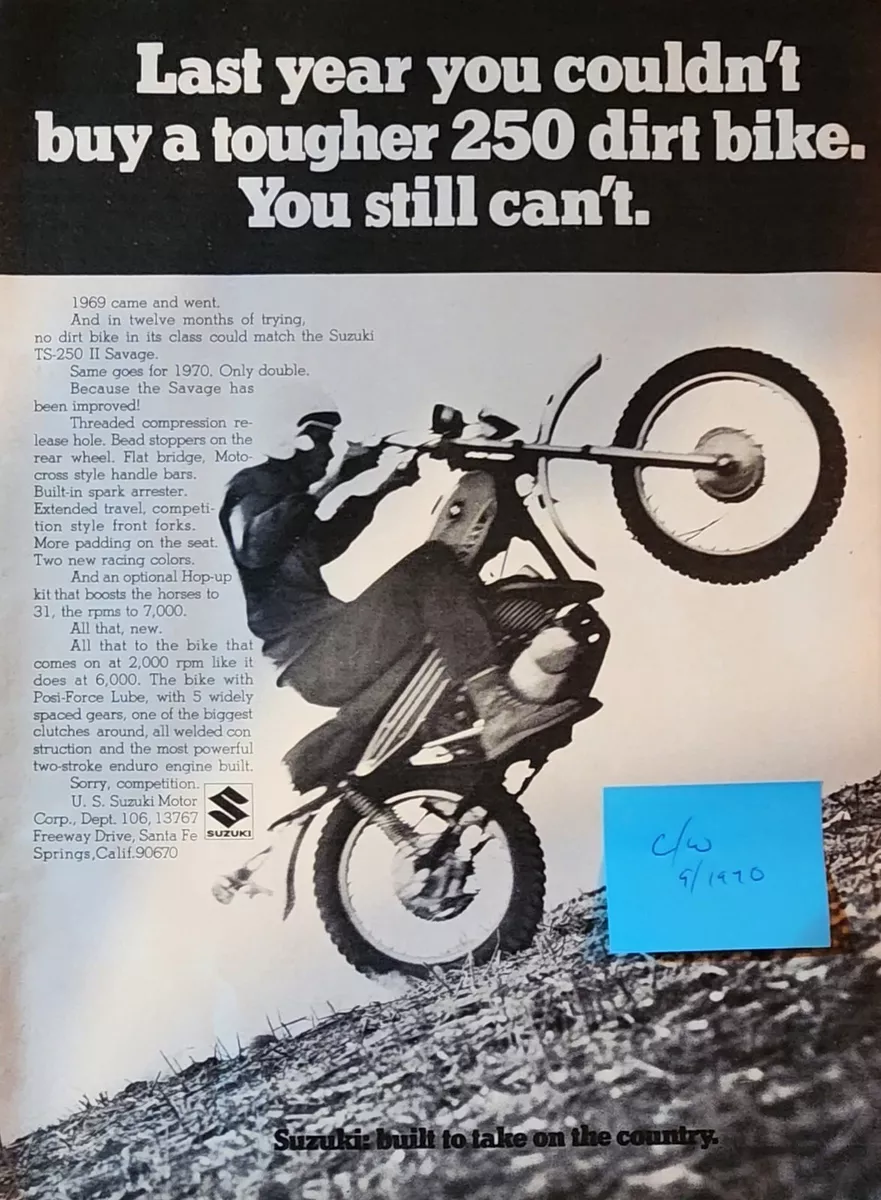 Last year you couldn't
buy a tougher 250 dirt bike.
You still can't.
1969 came and went.
And in twelve months of trying,
no dirt bike in its class could match the Suzuki
TS-250 II Savage.
Same goes for 1970. Only double.
Because the Savage has
been improved!
Threaded compression re-
lease hole. Bead stoppers on the
rear wheel. Flat bridge, Moto-
cross style handle bars.
Built-in spark arrester.
Extended travel, competi-
tion style front forks.
More padding on the seat.
Two new racing colors.
And an optional Hop-up
kit that boosts the horses to
31, the rpms to 7,000.
All that, new.
All that to the bike that
comes on at 2,000 rpm like it
does at 6,000. The bike with
Posi-Force Lube, with 5 widely
spaced gears, one of the biggest
clutches around, all welded con
struction and the most powerful
two-stroke enduro engine built.
Sorry, competition.
U. S. Suzuki Motor
Corp., Dept. 106, 13767
Freeway Drive, Santa Fe
Springs, Calif. 90670
SUZUKI
c/w
9/1970
Suzuki: built to take on the country.